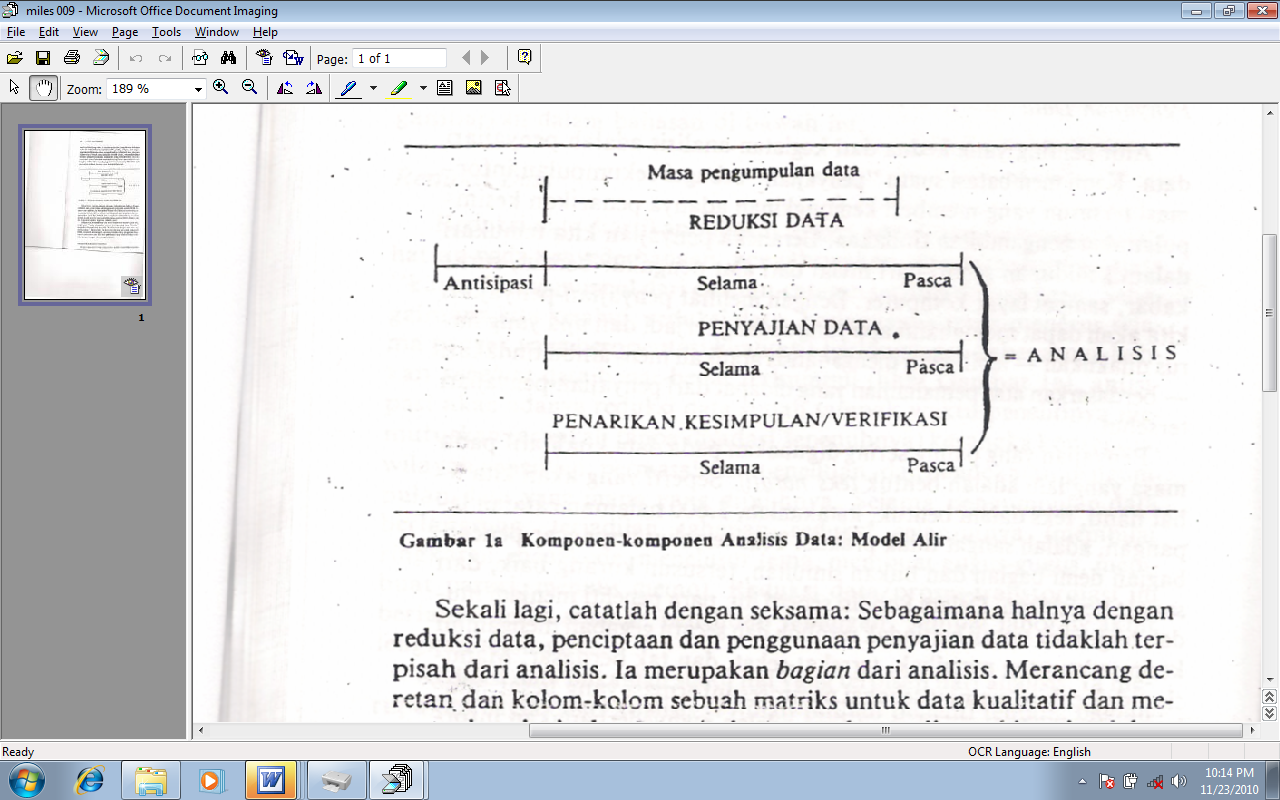 miles 009 - Microsoft Office Document Imaging
File Edit View Page Tools Window Help
Page: 1 of 1
Zoom: 189 %
1
Masa pengumpulan data
REDUKSI DATA
Antisipasi Selama Pasca
PENYAJIAN DATA
Selama Pasca
= ANALISIS
PENARIKAN KESIMPULAN/VERIFIKASI
Selama Pasca
Gambar 1a Komponen-komponen Analisis Data: Model Alir
Sekali lagi, catatlah dengan seksama: Sebagaimana halnya dengan
reduksi data, penciptaan dan penggunaan penyajian data tidaklah ter-
pisah dari analisis. Ia merupakan bagian dari analisis. Merancang de-
retan dan kolom-kolom sebuah matriks untuk data kualitatif dan me-
Ready OCR Language: English
10:14 PM
11/23/2010